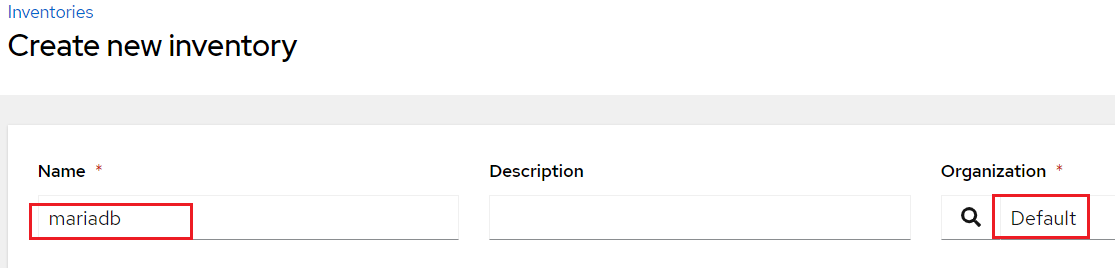 Inventories
Create new inventory
Name * Description Organization *
mariadb Default